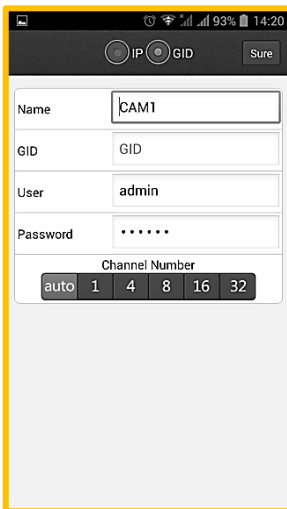 93% 14:20
IP GID Sure
Name CAM1
GID GID
User admin
Password ••••••
Channel Number
auto 1 4 8 16 32